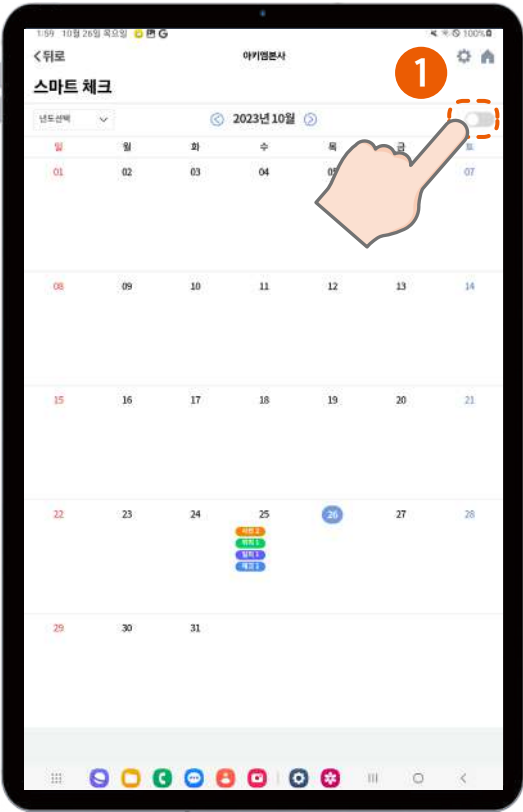 1:59 10월 26일 목요일 100%
<뒤로 아키엠본사
스마트 체크
1
년도선택 2023년 10월
일 월 화 수 목 금 토
01 02 03 04 05 07
08 09 10 11 12 13 14
15 16 17 18 19 20 21
22 23 24 25 26 27 28
29 30 31